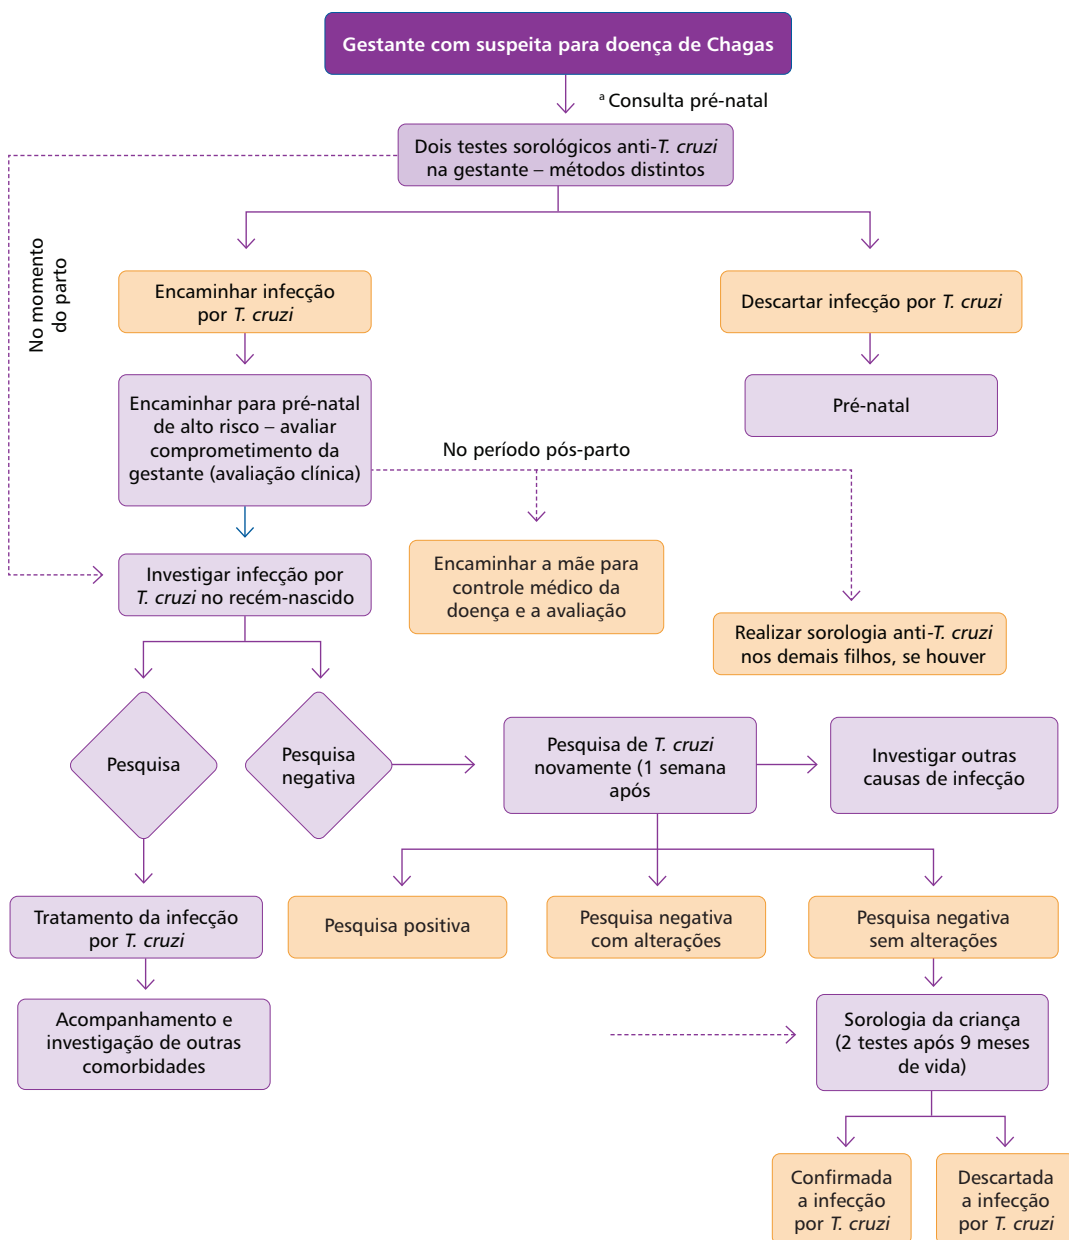 Gestante com suspeita para doença de Chagas
ª Consulta pré-natal
Dois testes sorológicos anti-T. cruzi
na gestante – métodos distintos
No momento
do parto
Encaminhar infecção
por T. cruzi
Descartar infecção por T. cruzi
Encaminhar para pré-natal
de alto risco – avaliar
comprometimento da
gestante (avaliação clínica)
Pré-natal
No período pós-parto
Investigar infecção por
T. cruzi no recém-nascido
Encaminhar a mãe para
controle médico da
doença e a avaliação
Realizar sorologia anti-T. cruzi
nos demais filhos, se houver
Pesquisa
Pesquisa
negativa
Pesquisa de T. cruzi
novamente (1 semana
após
Investigar outras
causas de infecção
Tratamento da infecção
por T. cruzi
Pesquisa positiva
Pesquisa negativa
com alterações
Pesquisa negativa
sem alterações
Acompanhamento e
investigação de outras
comorbidades
Sorologia da criança
(2 testes após 9 meses
de vida)
Confirmada
a infecção
por T. cruzi
Descartada
a infecção
por T. cruzi